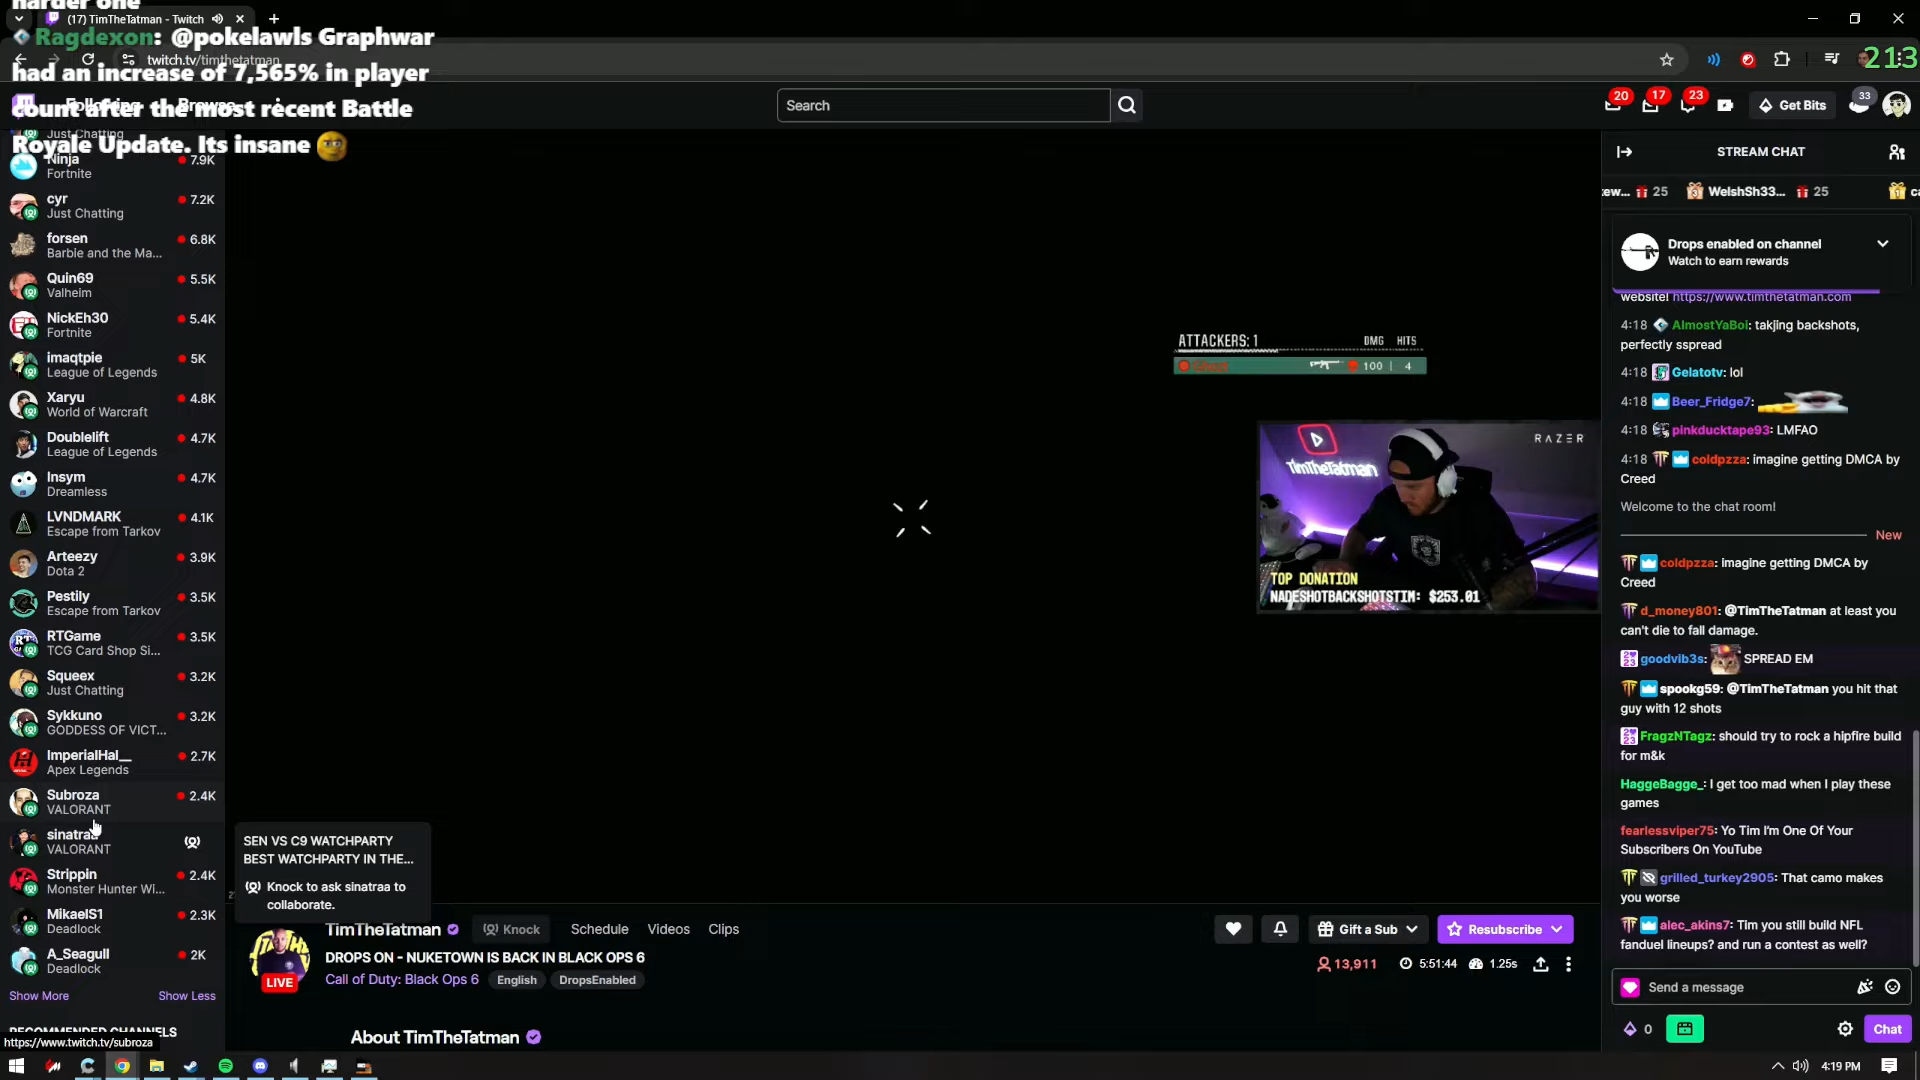 harder one
Ragdexon: @pokelawls Graphwar
had an increase of 7,565% in player
count after the most recent Battle
Royale Update. Its insane
(17) TimTheTatman - Twitch
twitch.tv/timthetatman
213
Following
Browse
Search
20
17
23
Get Bits
33
Just Chatting
Ninja
7.9K
Fortnite
cyr
7.2K
Just Chatting
forsen
6.8K
Barbie and the Ma...
Quin69
5.5K
Valheim
NickEh30
5.4K
Fortnite
imaqtpie
5K
League of Legends
Xaryu
4.8K
World of Warcraft
Doublelift
4.7K
League of Legends
Insym
4.7K
Dreamless
LVNDMARK
4.1K
Escape from Tarkov
Arteezy
3.9K
Dota 2
Pestily
3.5K
Escape from Tarkov
RTGame
3.5K
TCG Card Shop Si...
Squeex
3.2K
Just Chatting
Sykkuno
3.2K
GODDESS OF VICT...
ImperialHal__
2.7K
Apex Legends
Subroza
2.4K
VALORANT
sinatraa
VALORANT
Strippin
2.4K
Monster Hunter Wi...
MikaelS1
2.3K
Deadlock
A_Seagull
2K
Deadlock
Show More
Show Less
RECOMMENDED CHANNELS
https://www.twitch.tv/subroza
SEN VS C9 WATCHPARTY
BEST WATCHPARTY IN THE...
Knock to ask sinatraa to
collaborate.
ATTACKERS: 1 DMG HITS
100 | 4
RAZER
TimTheTatman
TOP DONATION
NADESHOTBACKSHOTSTIM: $253.01
TimTheTatman
Knock
Schedule
Videos
Clips
LIVE
DROPS ON - NUKETOWN IS BACK IN BLACK OPS 6
Call of Duty: Black Ops 6
English
DropsEnabled
Gift a Sub
Resubscribe
13,911
5:51:44
1.25s
About TimTheTatman
STREAM CHAT
25
WelshSh33...
25
Drops enabled on channel
Watch to earn rewards
website! https://www.timthetatman.com
4:18 AlmostYaBoi: takjing backshots,
perfectly sspread
4:18 Gelatotv: lol
4:18 Beer_Fridge7:
4:18 pinkducktape93: LMFAO
4:18 coldpzza: imagine getting DMCA by
Creed
Welcome to the chat room!
New
coldpzza: imagine getting DMCA by
Creed
d_money801: @TimTheTatman at least you
can't die to fall damage.
goodvib3s: SPREAD EM
spookg59: @TimTheTatman you hit that
guy with 12 shots
FragzNTagz: should try to rock a hipfire build
for m&k
HaggeBagge_: I get too mad when I play these
games
fearlessviper75: Yo Tim I'm One Of Your
Subscribers On YouTube
grilled_turkey2905: That camo makes
you worse
alec_akins7: Tim you still build NFL
fanduel lineups? and run a contest as well?
Send a message
0
Chat
4:19 PM